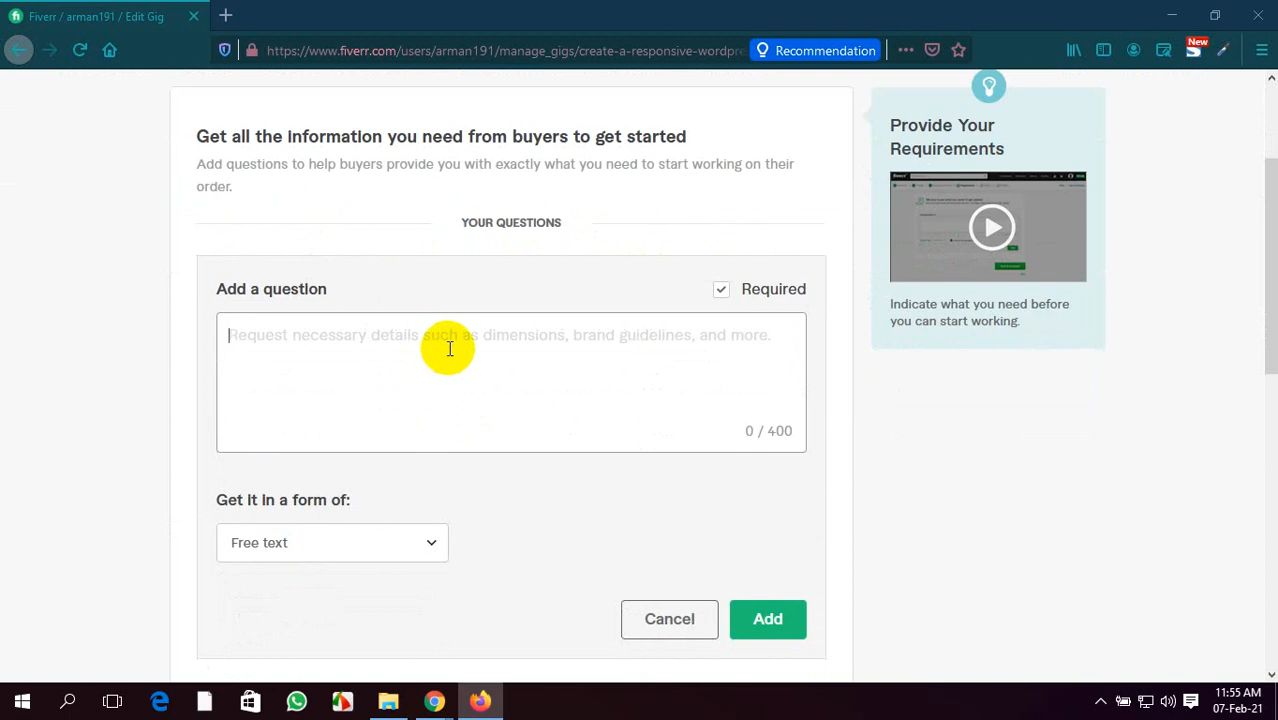 Fiverr / arman191 / Edit Gig
https://www.fiverr.com/users/arman191/manage_gigs/create-a-responsive-wordpre
Recommendation
New
Get all the information you need from buyers to get started
Add questions to help buyers provide you with exactly what you need to start working on their
order.
YOUR QUESTIONS
Add a question
Required
Request necessary details such as dimensions, brand guidelines, and more.
0 / 400
Get it in a form of:
Free text
Cancel
Add
Provide Your
Requirements
Indicate what you need before
you can start working.
11:55 AM
07-Feb-21